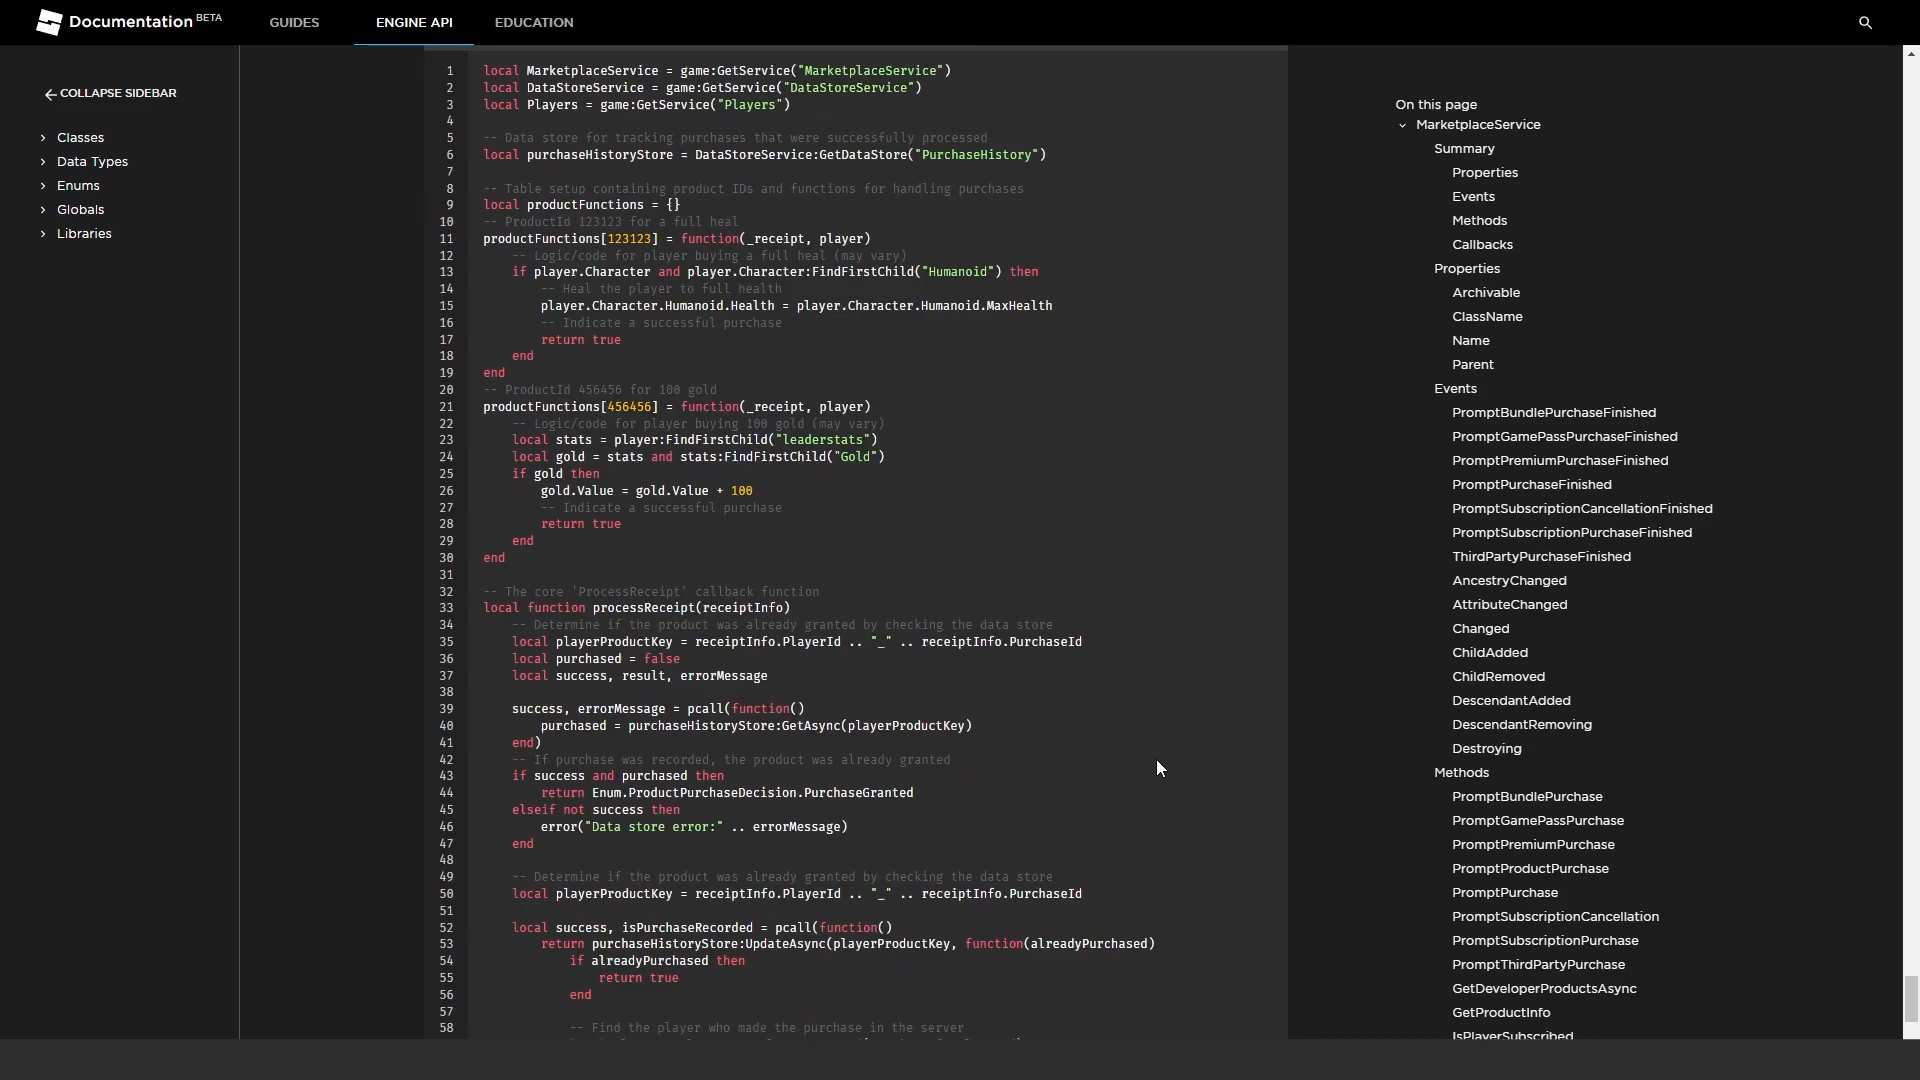 Documentation BETA
GUIDES
ENGINE API
EDUCATION
COLLAPSE SIDEBAR
Classes
Data Types
Enums
Globals
Libraries
1 local MarketplaceService = game:GetService("MarketplaceService")
2 local DataStoreService = game:GetService("DataStoreService")
3 local Players = game:GetService("Players")
4
5 -- Data store for tracking purchases that were successfully processed
6 local purchaseHistoryStore = DataStoreService:GetDataStore("PurchaseHistory")
7
8 -- Table setup containing product IDs and functions for handling purchases
9 local productFunctions = {}
10 -- ProductId 123123 for a full heal
11 productFunctions[123123] = function(_receipt, player)
12 -- Logic/code for player buying a full heal (may vary)
13 if player.Character and player.Character:FindFirstChild("Humanoid") then
14 -- Heal the player to full health
15 player.Character.Humanoid.Health = player.Character.Humanoid.MaxHealth
16 -- Indicate a successful purchase
17 return true
18 end
19 end
20 -- ProductId 456456 for 100 gold
21 productFunctions[456456] = function(_receipt, player)
22 -- Logic/code for player buying 100 gold (may vary)
23 local stats = player:FindFirstChild("leaderstats")
24 local gold = stats and stats:FindFirstChild("Gold")
25 if gold then
26 gold.Value = gold.Value + 100
27 -- Indicate a successful purchase
28 return true
29 end
30 end
31
32 -- The core 'ProcessReceipt' callback function
33 local function processReceipt(receiptInfo)
34 -- Determine if the product was already granted by checking the data store
35 local playerProductKey = receiptInfo.PlayerId .. "_" .. receiptInfo.PurchaseId
36 local purchased = false
37 local success, result, errorMessage
38
39 success, errorMessage = pcall(function()
40 purchased = purchaseHistoryStore:GetAsync(playerProductKey)
41 end)
42 -- If purchase was recorded, the product was already granted
43 if success and purchased then
44 return Enum.ProductPurchaseDecision.PurchaseGranted
45 elseif not success then
46 error("Data store error:" .. errorMessage)
47 end
48
49 -- Determine if the product was already granted by checking the data store
50 local playerProductKey = receiptInfo.PlayerId .. "_" .. receiptInfo.PurchaseId
51
52 local success, isPurchaseRecorded = pcall(function()
53 return purchaseHistoryStore:UpdateAsync(playerProductKey, function(alreadyPurchased)
54 if alreadyPurchased then
55 return true
56 end
57
58 -- Find the player who made the purchase in the server
On this page
MarketplaceService
Summary
Properties
Events
Methods
Callbacks
Properties
Archivable
ClassName
Name
Parent
Events
PromptBundlePurchaseFinished
PromptGamePassPurchaseFinished
PromptPremiumPurchaseFinished
PromptPurchaseFinished
PromptSubscriptionCancellationFinished
PromptSubscriptionPurchaseFinished
ThirdPartyPurchaseFinished
AncestryChanged
AttributeChanged
Changed
ChildAdded
ChildRemoved
DescendantAdded
DescendantRemoving
Destroying
Methods
PromptBundlePurchase
PromptGamePassPurchase
PromptPremiumPurchase
PromptProductPurchase
PromptPurchase
PromptSubscriptionCancellation
PromptSubscriptionPurchase
PromptThirdPartyPurchase
GetDeveloperProductsAsync
GetProductInfo
IsPlayerSubscribed